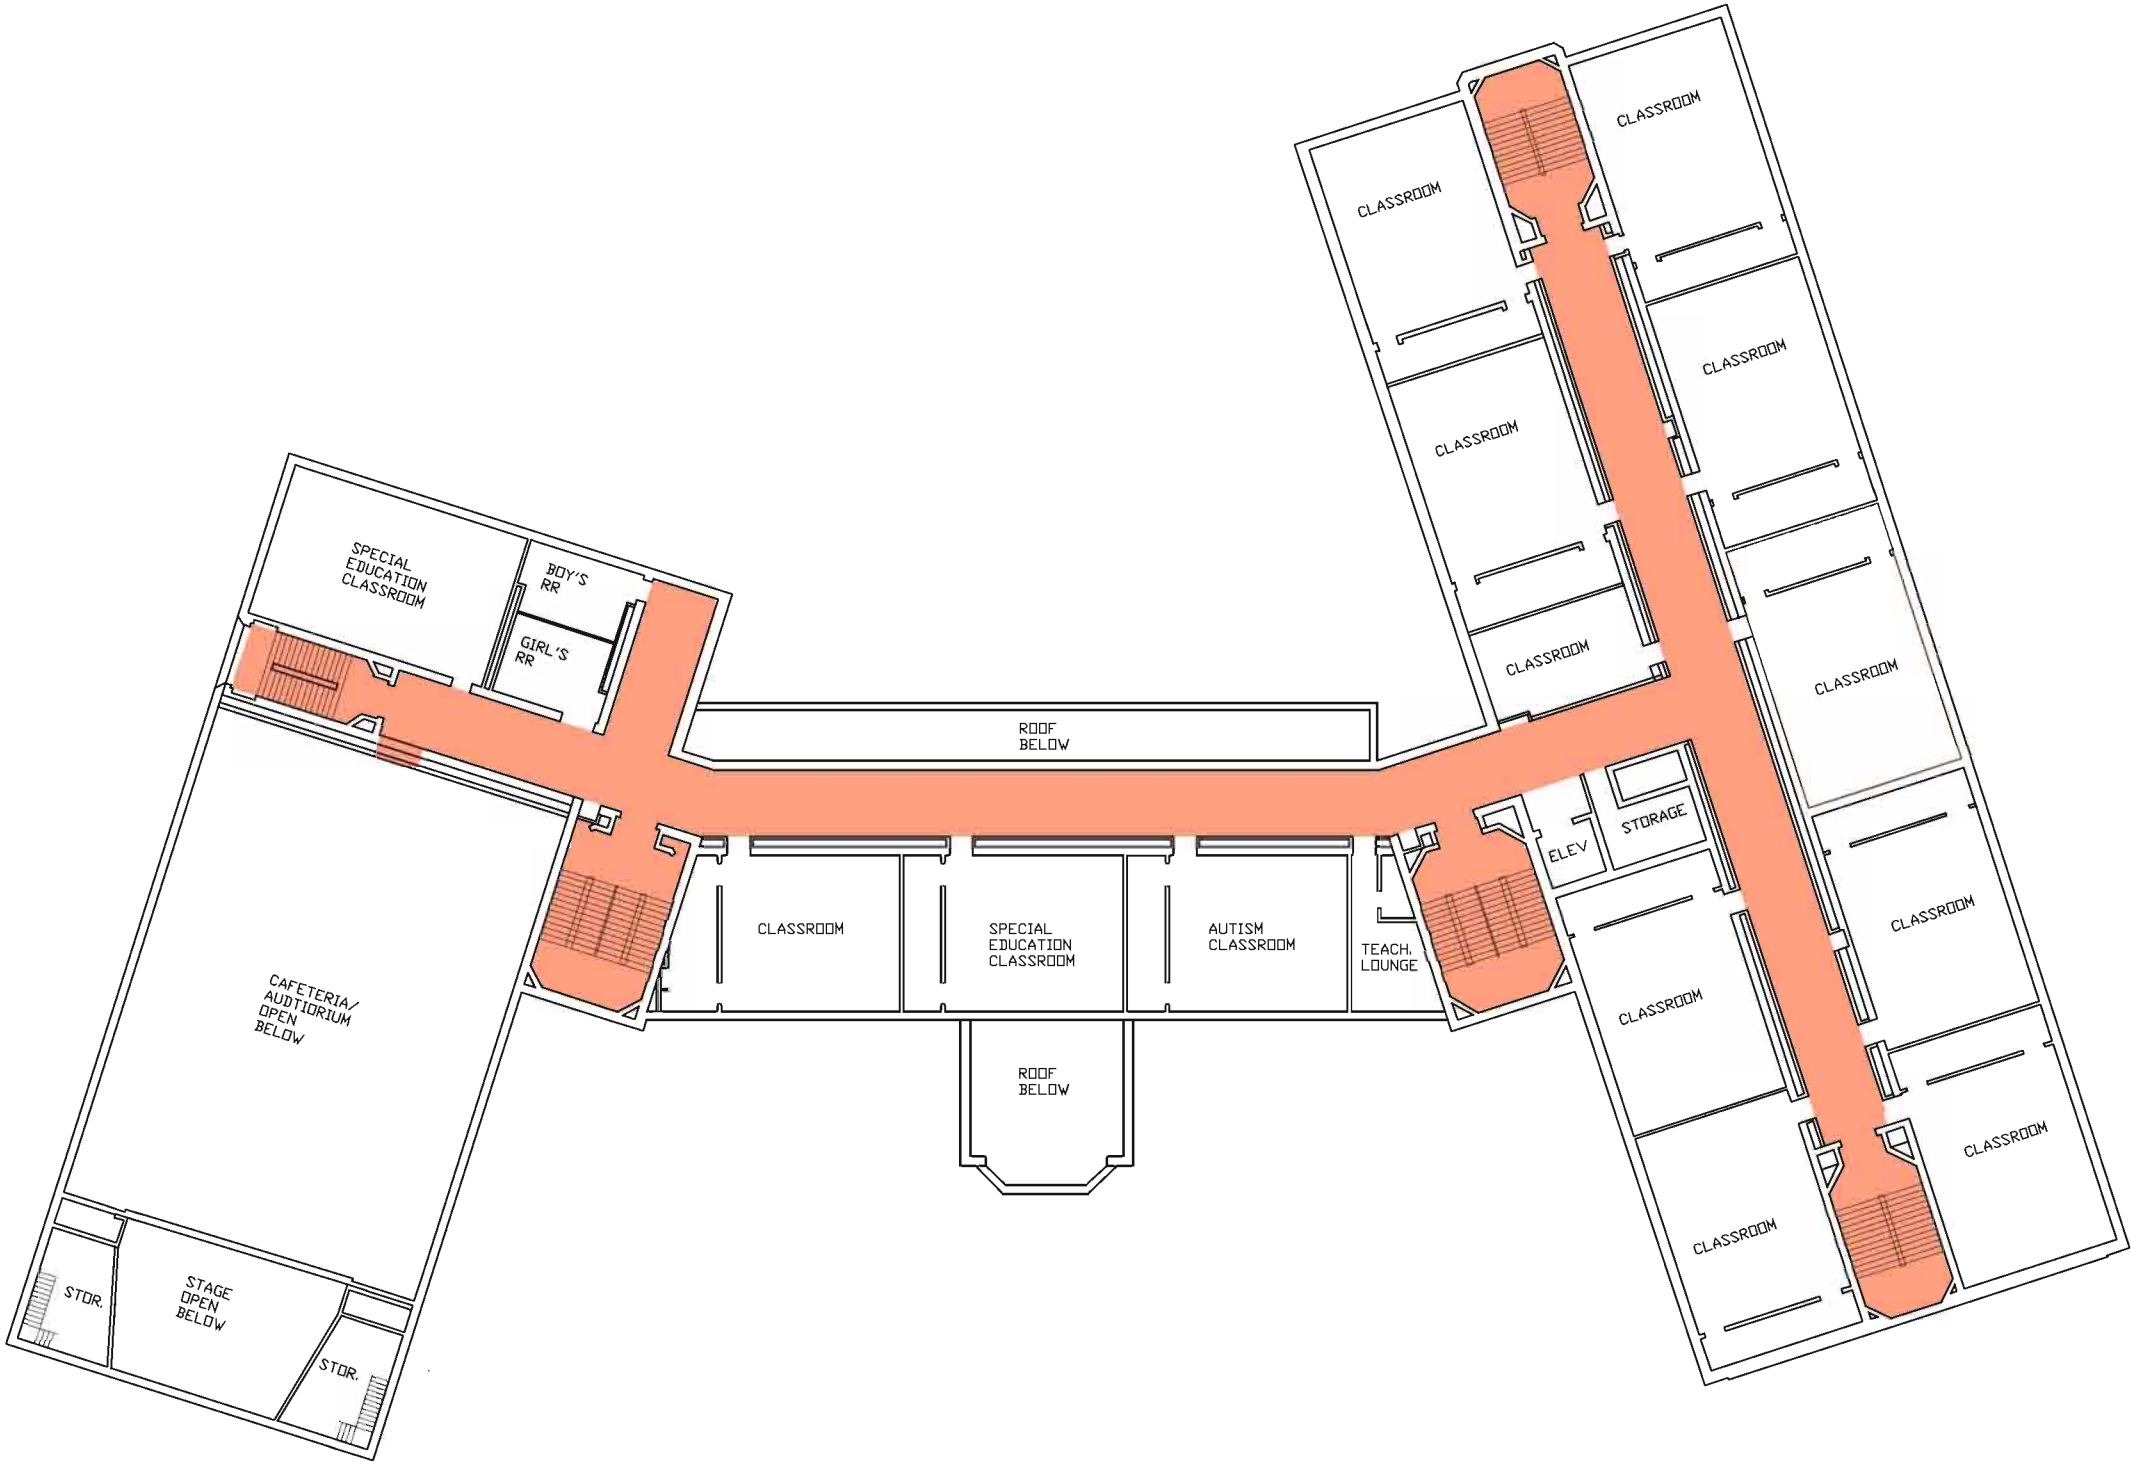 CLASSROOM
CLASSROOM
CLASSROOM
CLASSROOM
CLASSROOM
CLASSROOM
STORAGE
ELEV
CLASSROOM
CLASSROOM
CLASSROOM
CLASSROOM
SPECIAL
EDUCATION
CLASSROOM
BOY'S
RR
GIRL'S
RR
ROOF
BELOW
CLASSROOM
SPECIAL
EDUCATION
CLASSROOM
AUTISM
CLASSROOM
TEACH.
LOUNGE
ROOF
BELOW
CAFETERIA/
AUDTIORIUM
OPEN
BELOW
STOR.
STAGE
OPEN
BELOW
STOR.